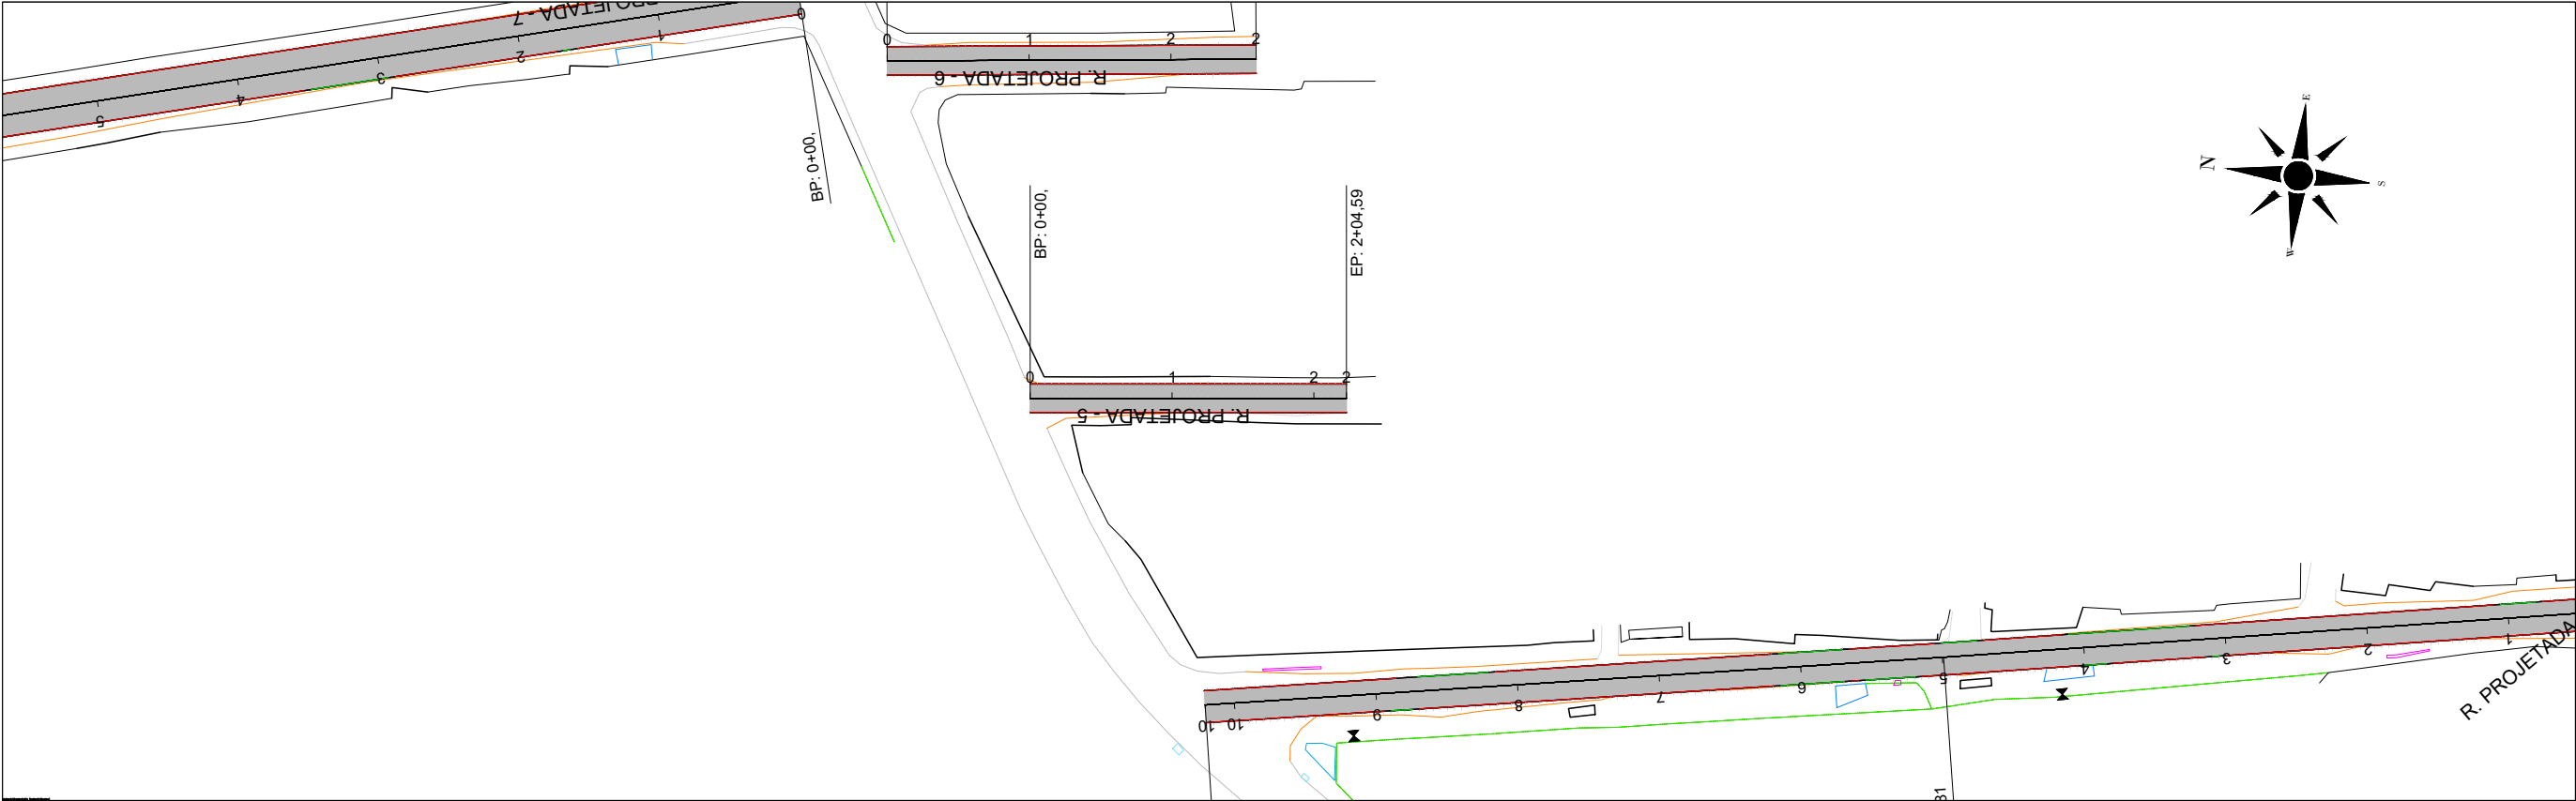 PROJETADA - 7
0
1
2
3
4
5
BP: 0+00,
0
1
2
2
R. PROJETADA - 6
BP: 0+00,
EP: 2+04,59
0
1
2
2
R. PROJETADA - 5
N
E
S
W
10
10
9
8
7
6
5
4
3
2
1
R. PROJETADA